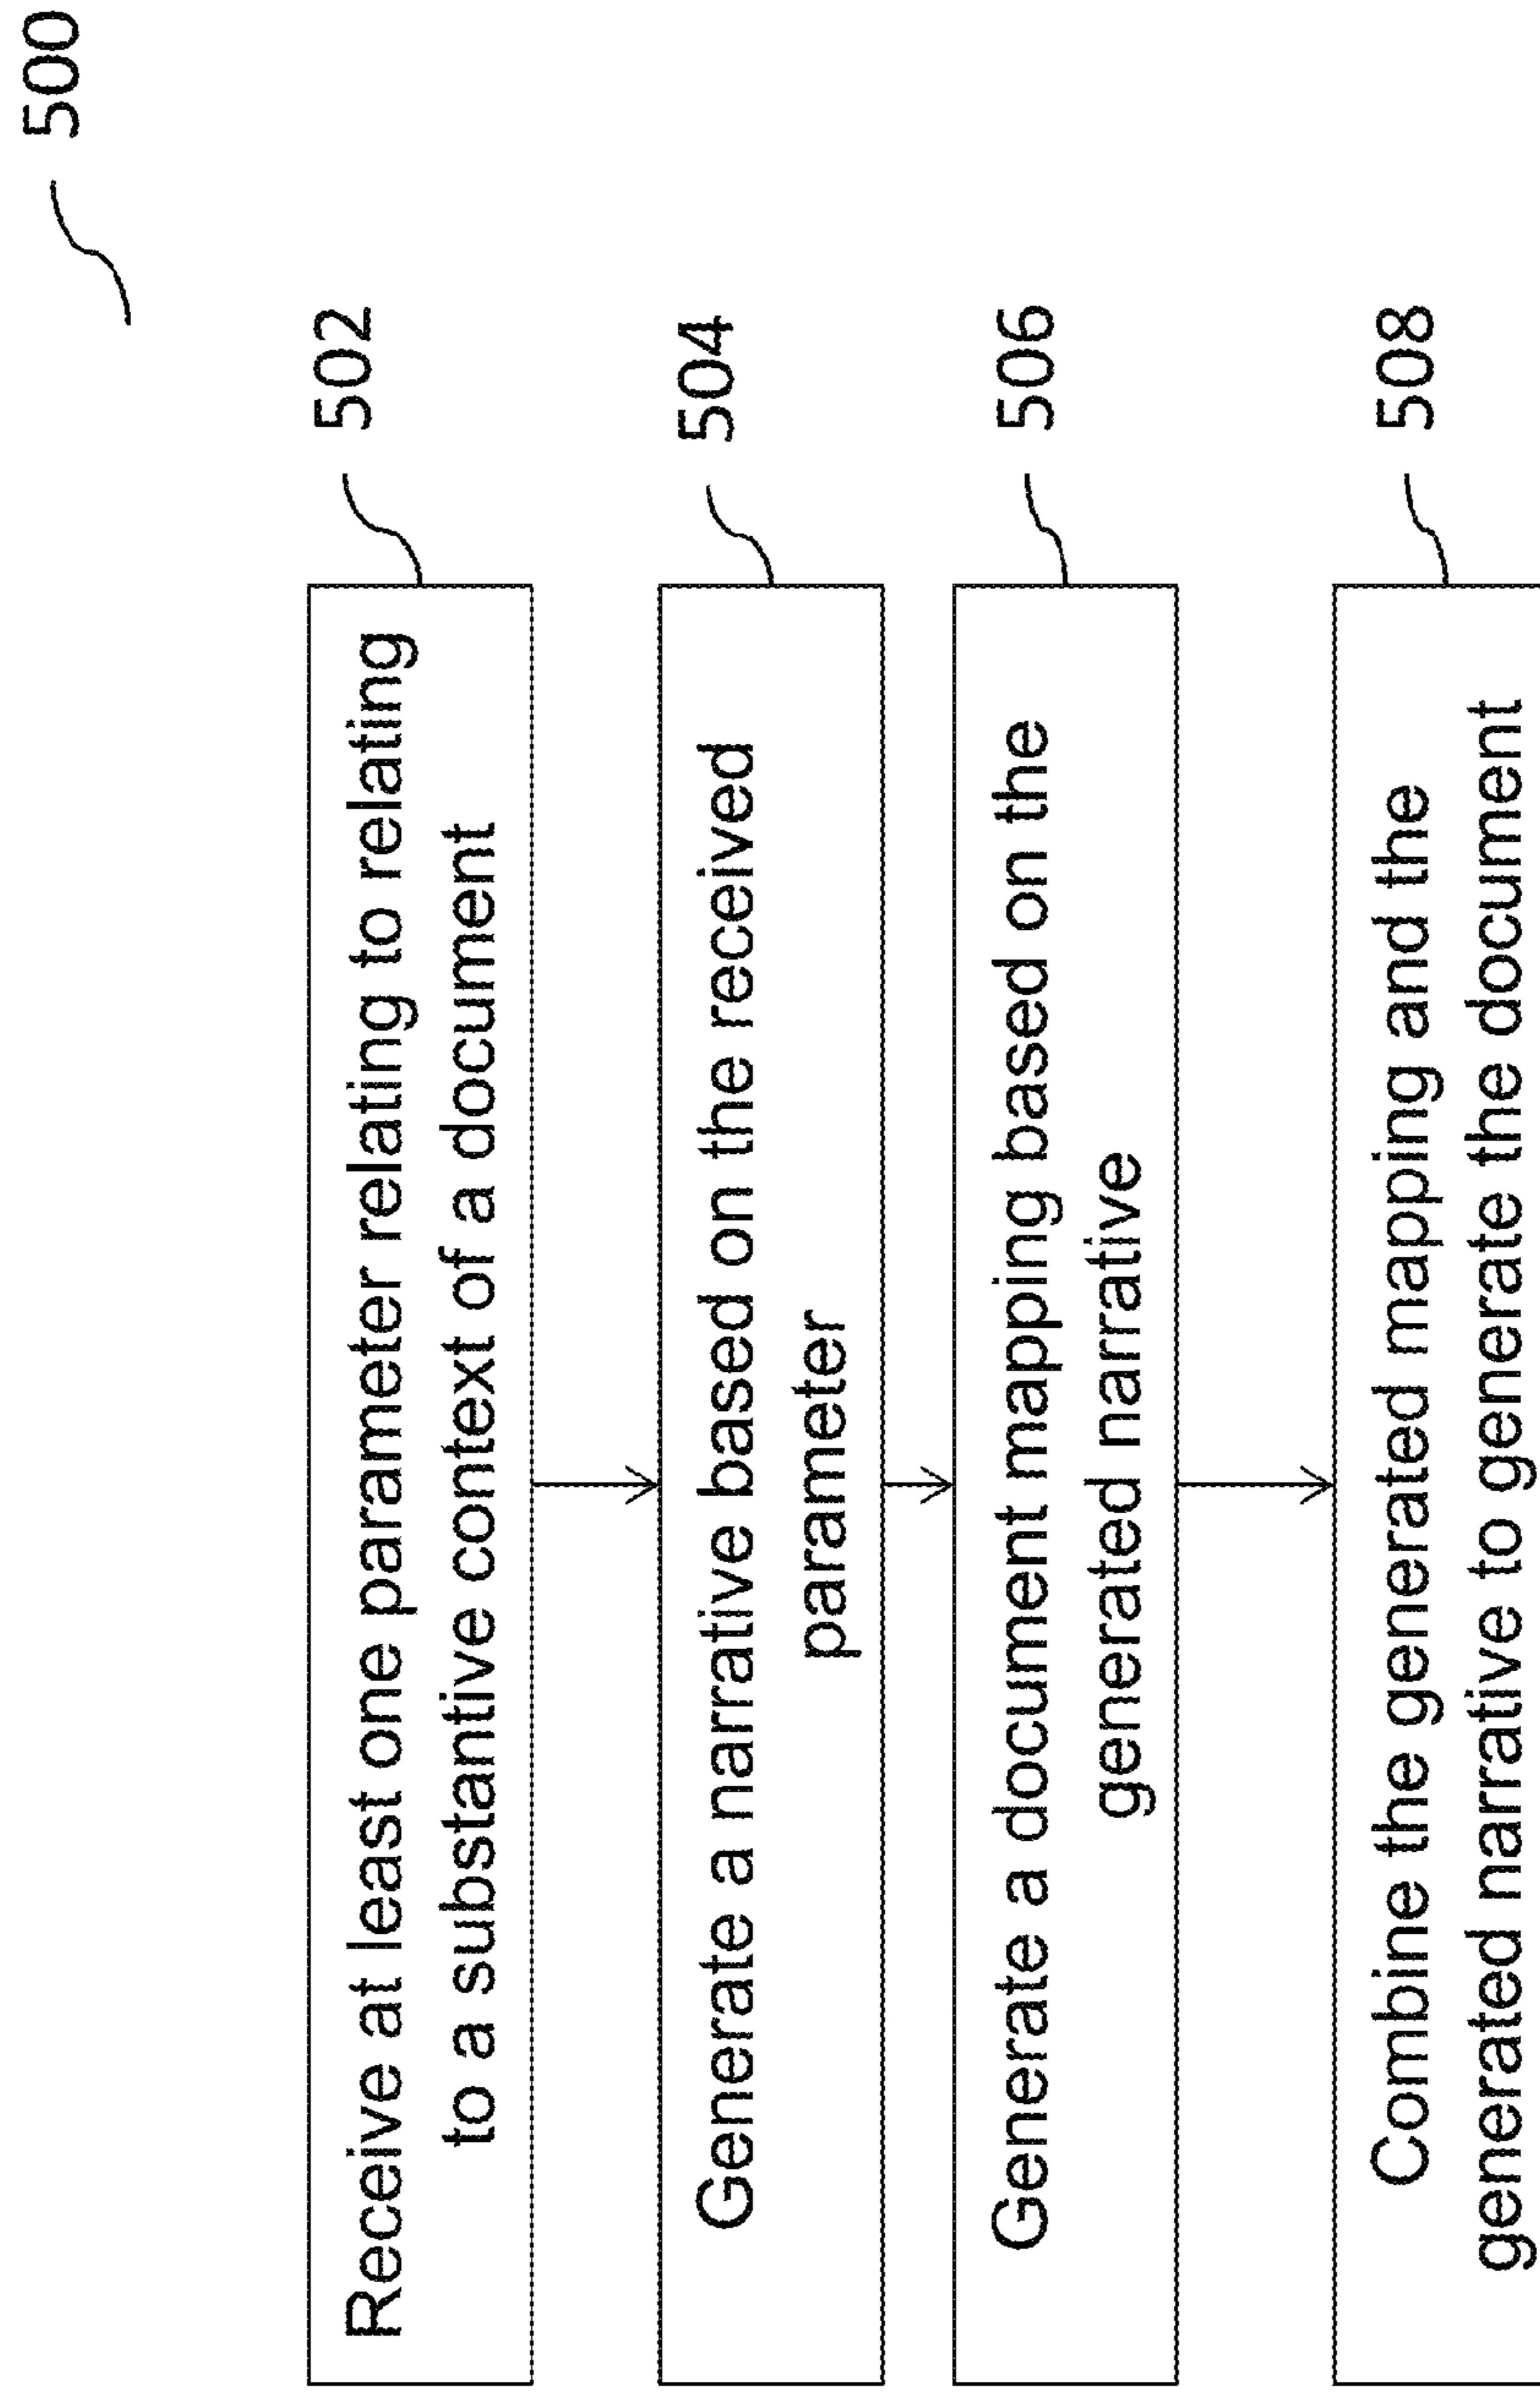 500
Receive at least one parameter relating to relating
to a substantive context of a document
502
Generate a narrative based on the received
parameter
504
Generate a document mapping based on the
generated narrative
506
Combine the generated mapping and the
generated narrative to generate the document
508